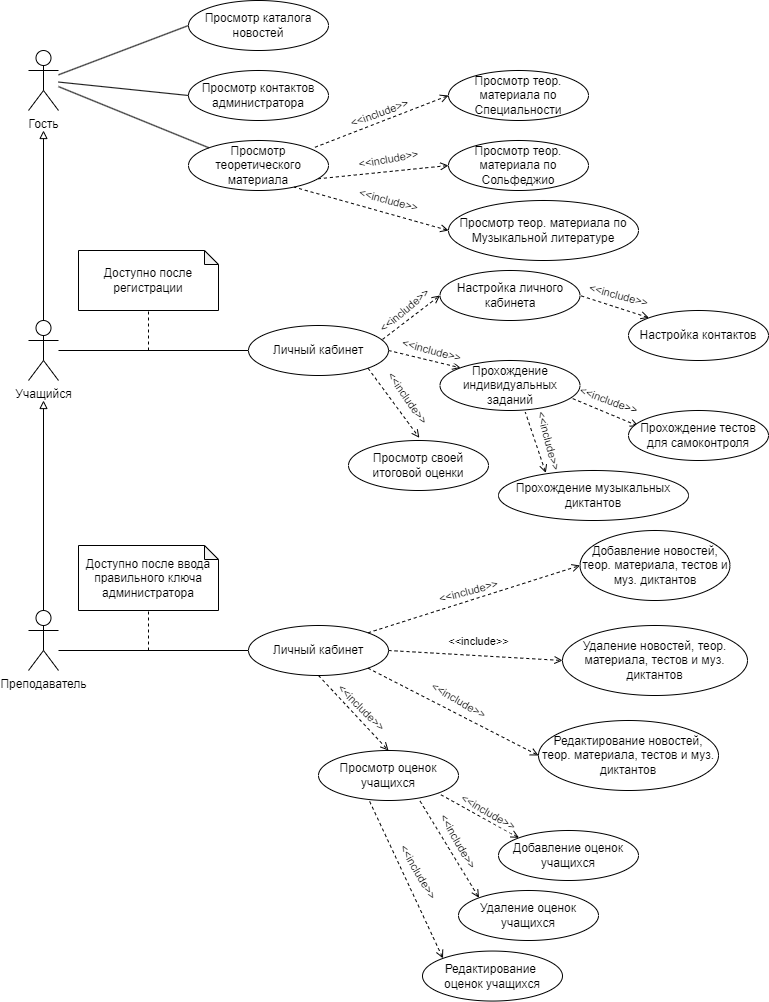 Просмотр каталога
новостей
Гость
Просмотр контактов
администратора
Просмотр
теоретического
материала
<<include>>
Просмотр теор.
материала по
Специальности
<<include>>
Просмотр теор.
материала по
Сольфеджио
<<include>>
Просмотр теор. материала по
Музыкальной литературе
Доступно после
регистрации
Учащийся
Личный кабинет
<<include>>
Настройка личного
кабинета
<<include>>
Настройка контактов
<<include>>
Прохождение
индивидуальных
заданий
<<include>>
Прохождение тестов
для самоконтроля
<<include>>
Просмотр своей
итоговой оценки
<<include>>
Прохождение музыкальных
диктантов
Доступно после ввода
правильного ключа
администратора
Преподаватель
Личный кабинет
<<include>>
Добавление новостей,
теор. материала, тестов и
муз. диктантов
<<include>>
Удаление новостей, теор.
материала, тестов и муз.
диктантов
<<include>>
Редактирование новостей,
теор. материала, тестов и муз.
диктантов
<<include>>
Просмотр оценок
учащихся
<<include>>
Добавление оценок
учащихся
<<include>>
Удаление оценок
учащихся
<<include>>
Редактирование
оценок учащихся